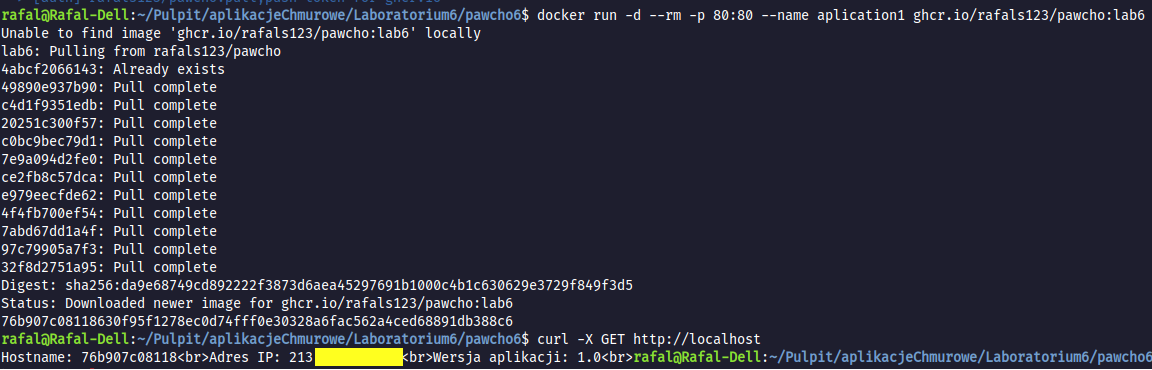 rafal@Rafal-Dell:~/Pulpit/aplikacjeChmurowe/Laboratorium6/pawcho6$ docker run -d --rm -p 80:80 --name aplication1 ghcr.io/rafals123/pawcho:lab6
Unable to find image 'ghcr.io/rafals123/pawcho:lab6' locally
lab6: Pulling from rafals123/pawcho
4abcf2066143: Already exists
49890e937b90: Pull complete
c4d1f9351edb: Pull complete
20251c300f57: Pull complete
c0bc9bec79d1: Pull complete
7e9a094d2fe0: Pull complete
ce2fb8c57dca: Pull complete
e979eecfde62: Pull complete
4f4fb700ef54: Pull complete
7abd67dd1a4f: Pull complete
97c79905a7f3: Pull complete
32f8d2751a95: Pull complete
Digest: sha256:da9e68749cd892222f3873d6aea45297691b1000c4b1c630629e3729f849f3d5
Status: Downloaded newer image for ghcr.io/rafals123/pawcho:lab6
76b907c08118630f95f1278ec0d74fff0e30328a6fac562a4ced68891db388c6
rafal@Rafal-Dell:~/Pulpit/aplikacjeChmurowe/Laboratorium6/pawcho6$ curl -X GET http://localhost
Hostname: 76b907c08118<br>Adres IP: 213 <br>Wersja aplikacji: 1.0<br>rafal@Rafal-Dell:~/Pulpit/aplikacjeChmurowe/Laboratorium6/pawcho6